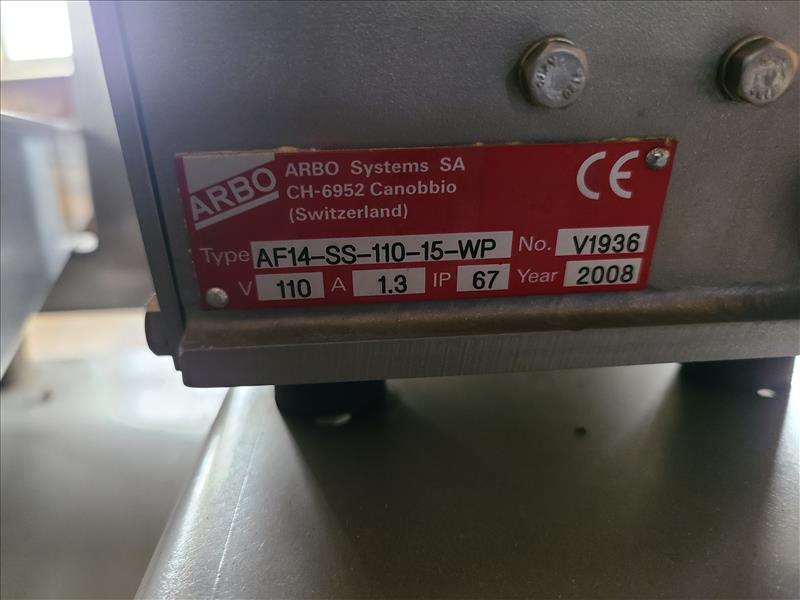 ARBO
ARBO Systems SA
CH-6952 Canobbio
(Switzerland)
CE
Type AF14-SS-110-15-WP No. V1936
V 110 A 1.3 IP 67 Year 2008